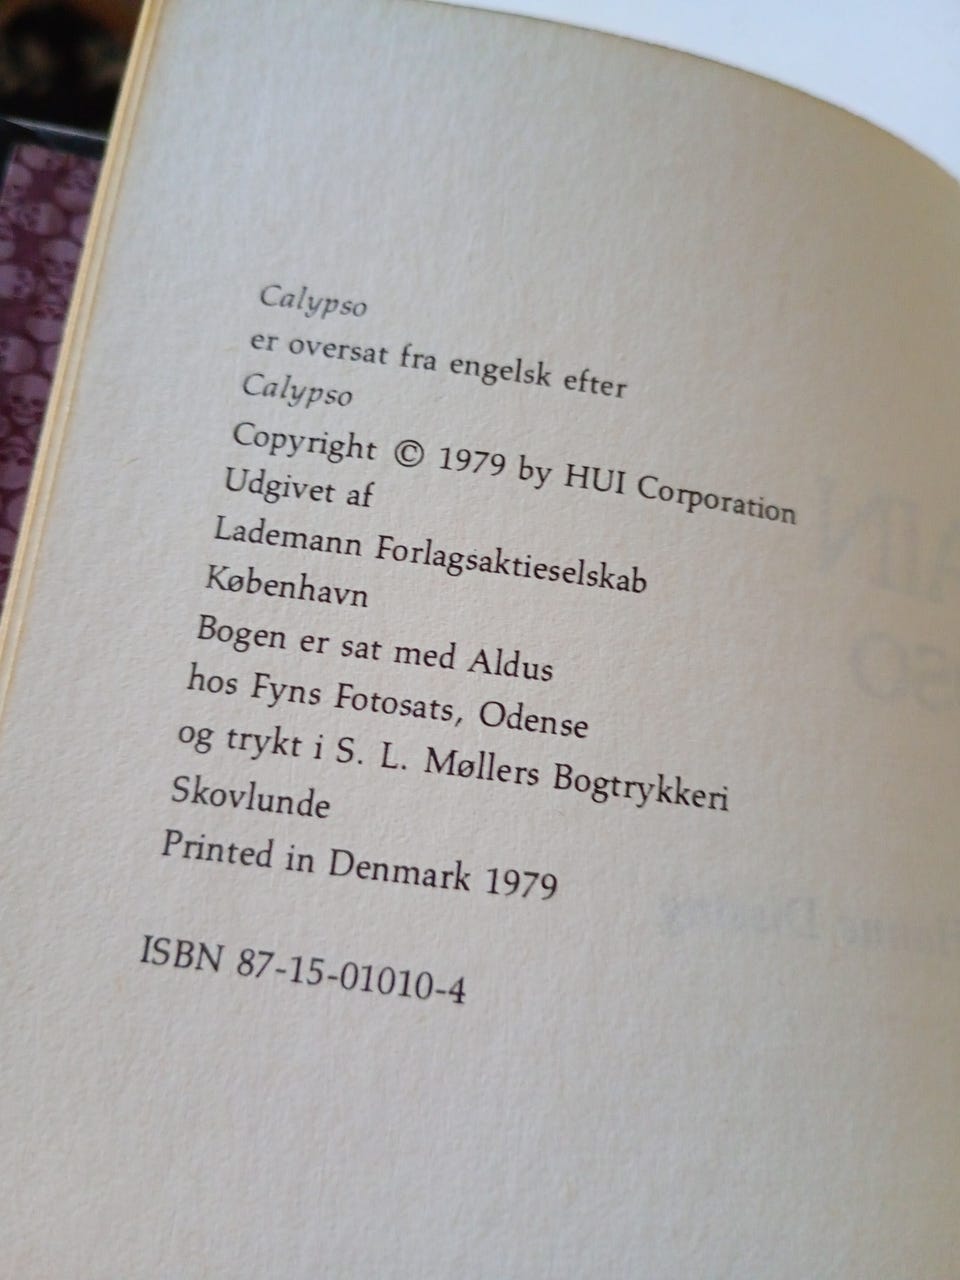 Calypso
er oversat fra engelsk efter
Calypso
Copyright © 1979 by HUI Corporation
Udgivet af
Lademann Forlagsaktieselskab
København
Bogen er sat med Aldus
hos Fyns Fotosats, Odense
og trykt i S. L. Møllers Bogtrykkeri
Skovlunde
Printed in Denmark 1979
ISBN 87-15-01010-4